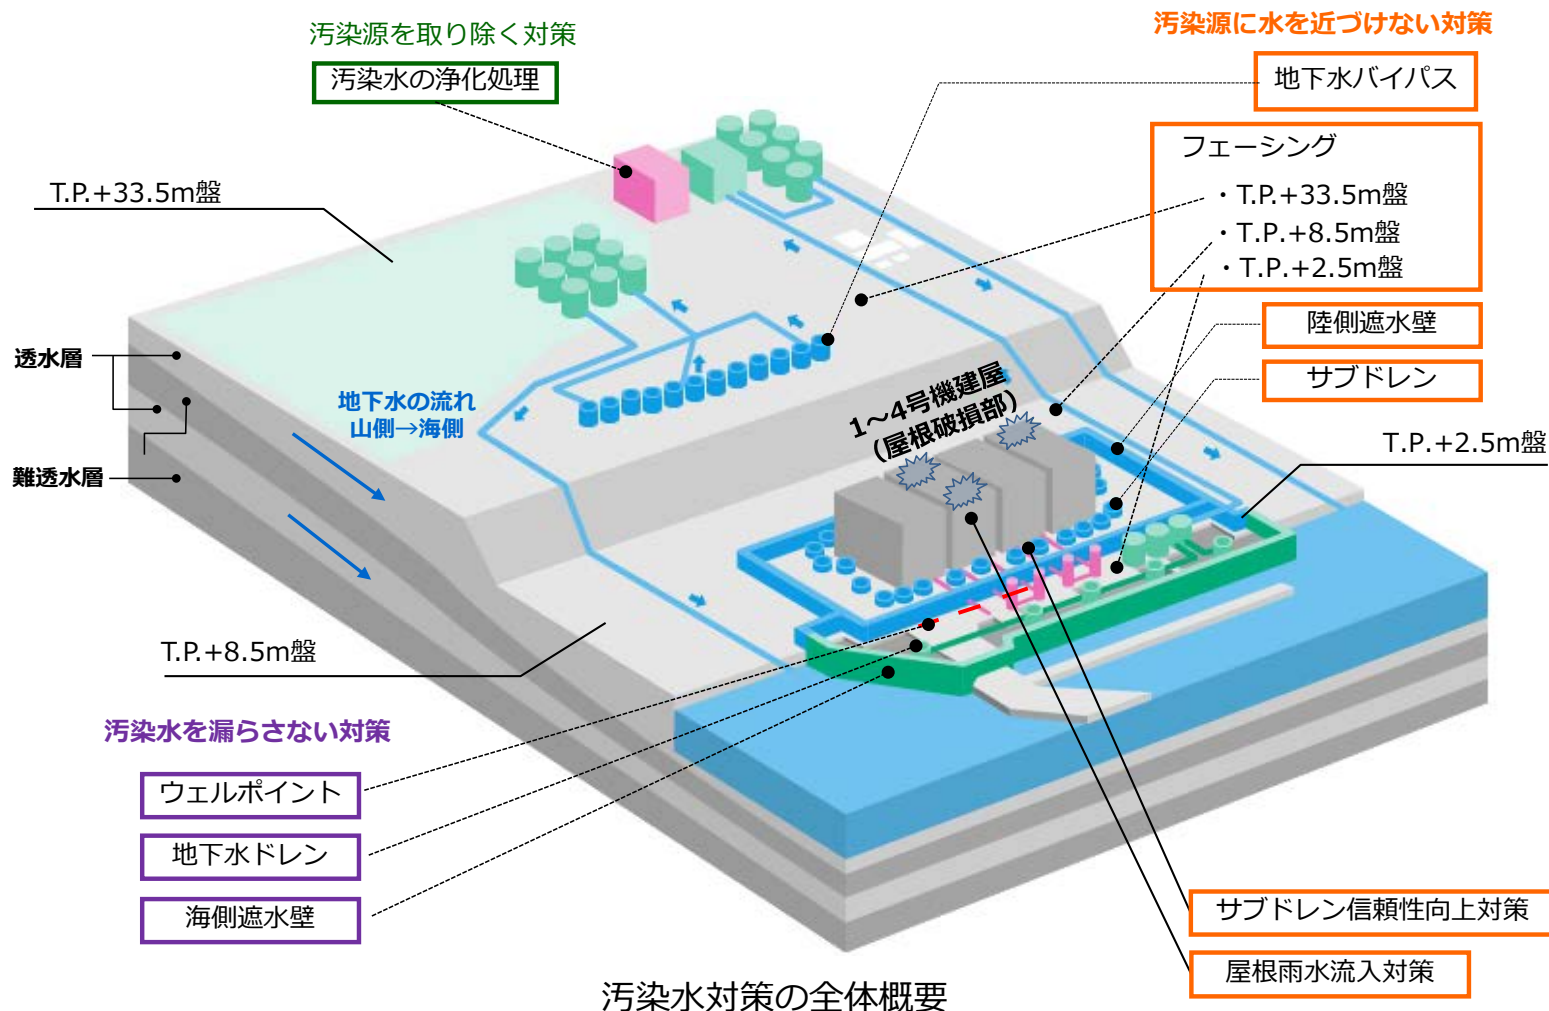 汚染源を取り除く対策
汚染水の浄化処理
汚染源に水を近づけない対策
地下水バイパス
フェーシング
・T.P.+33.5m盤
・T.P.+8.5m盤
・T.P.+2.5m盤
陸側遮水壁
サブドレン
T.P.+33.5m盤
透水層
難透水層
地下水の流れ
山側→海側
1～4号機建屋
（屋根破損部）
T.P.+2.5m盤
T.P.+8.5m盤
汚染水を漏らさない対策
ウェルポイント
地下水ドレン
海側遮水壁
サブドレン信頼性向上対策
屋根雨水流入対策
汚染水対策の全体概要